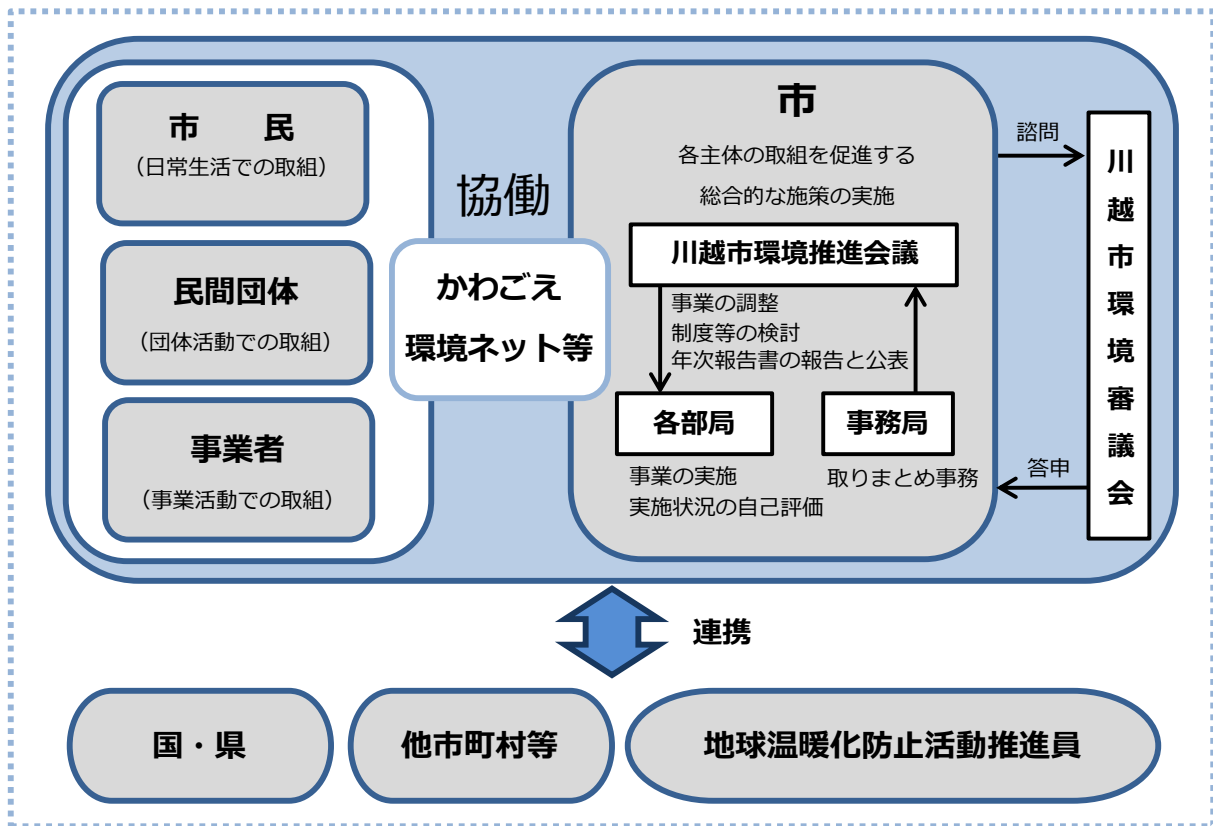 市　　民
（日常生活での取組）
民間団体
（団体活動での取組）
事業者
（事業活動での取組）
協働
かわごえ
環境ネット等
市
各主体の取組を促進する
総合的な施策の実施
川越市環境推進会議
事業の調整
制度等の検討
年次報告書の報告と公表
各部局
事務局
事業の実施
実施状況の自己評価
取りまとめ事務
諮問
川越市環境審議会
答申
連携
国・県
他市町村等
地球温暖化防止活動推進員